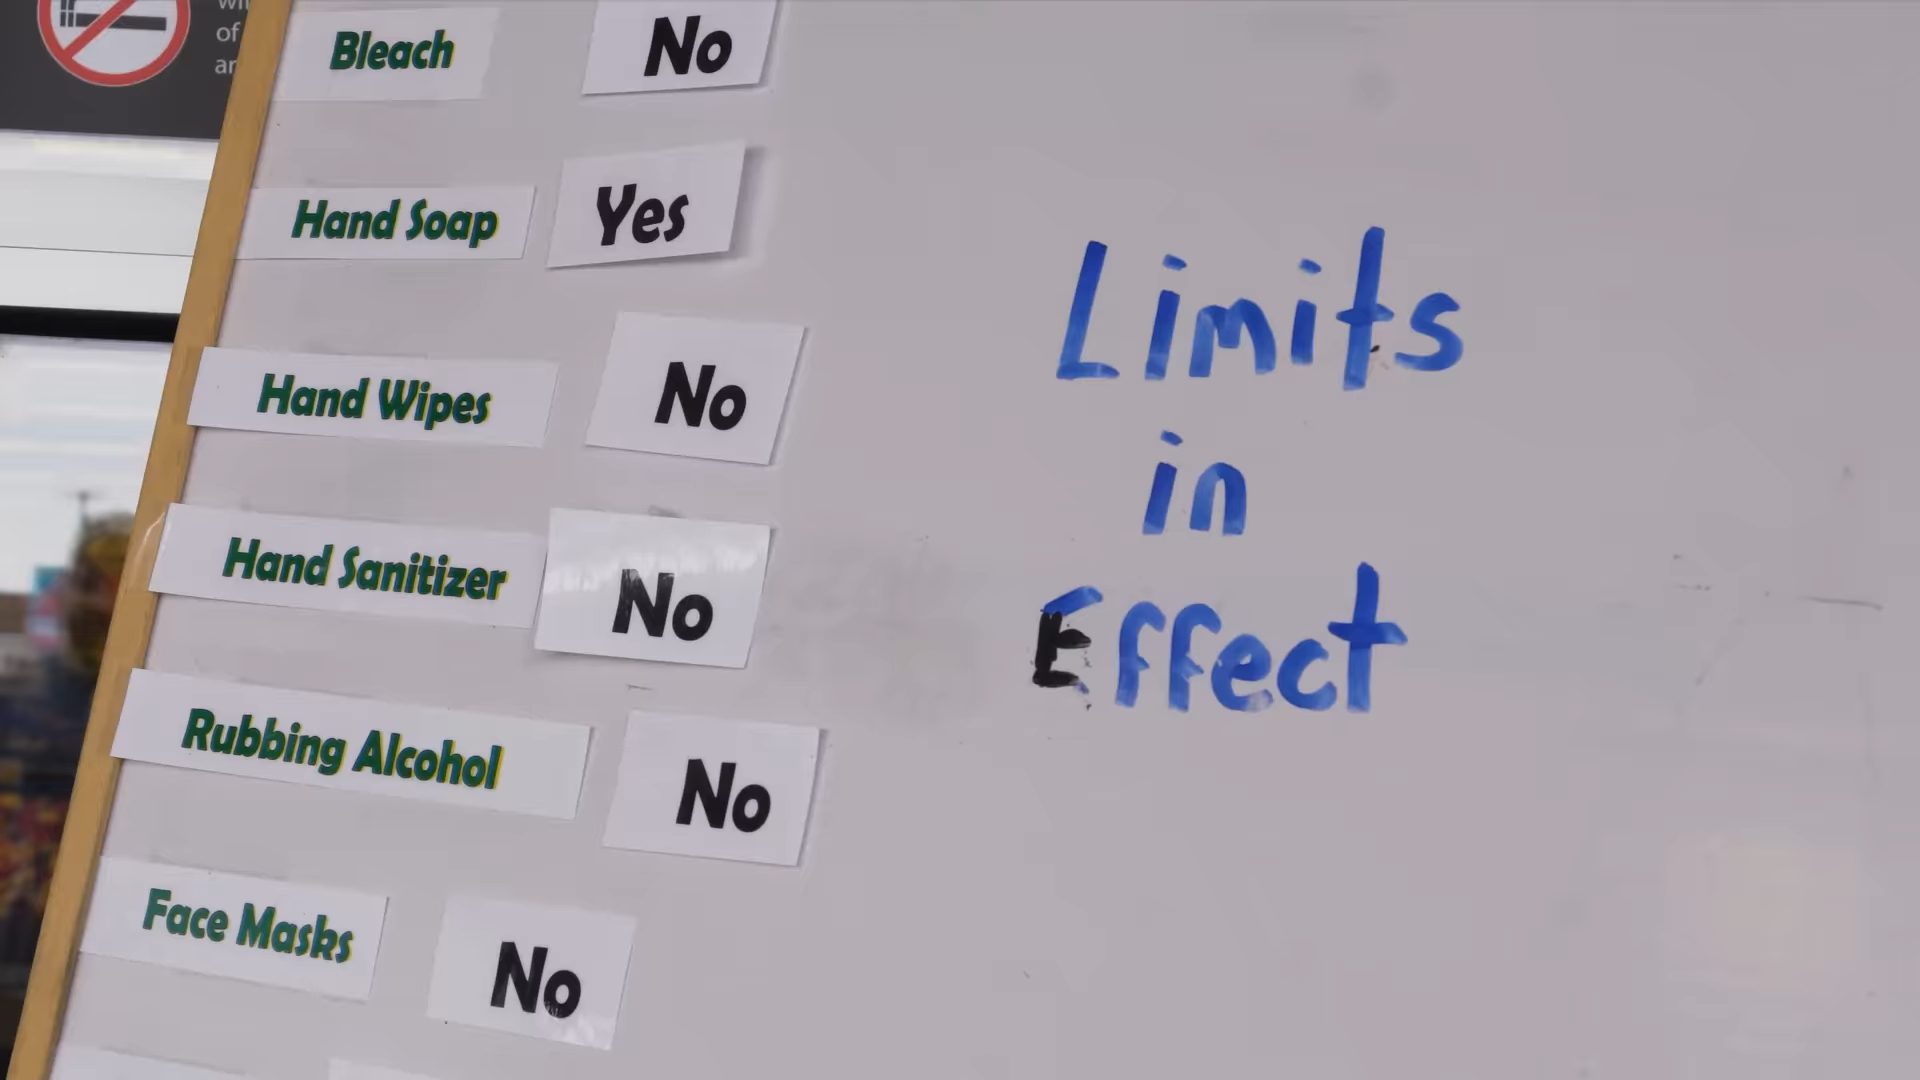 of
Bleach No
Hand Soap Yes
Hand Wipes No
Hand Sanitizer No
Rubbing Alcohol No
Face Masks No
Limits
in
Effect